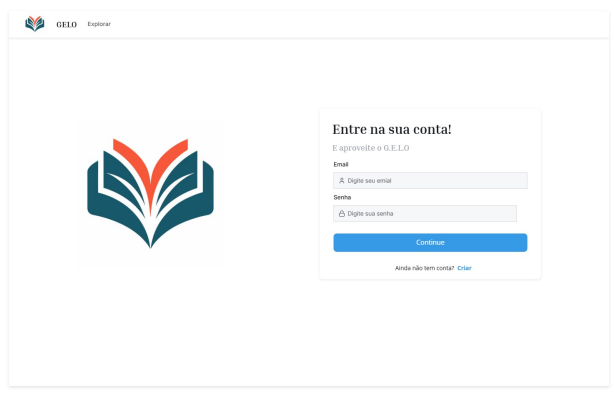 GELO Explorar
Entre na sua conta!
E aproveite o G.E.L.O
Email
Digite seu emial
Senha
Digite sua senha
Continue
Ainda não tem conta? Criar